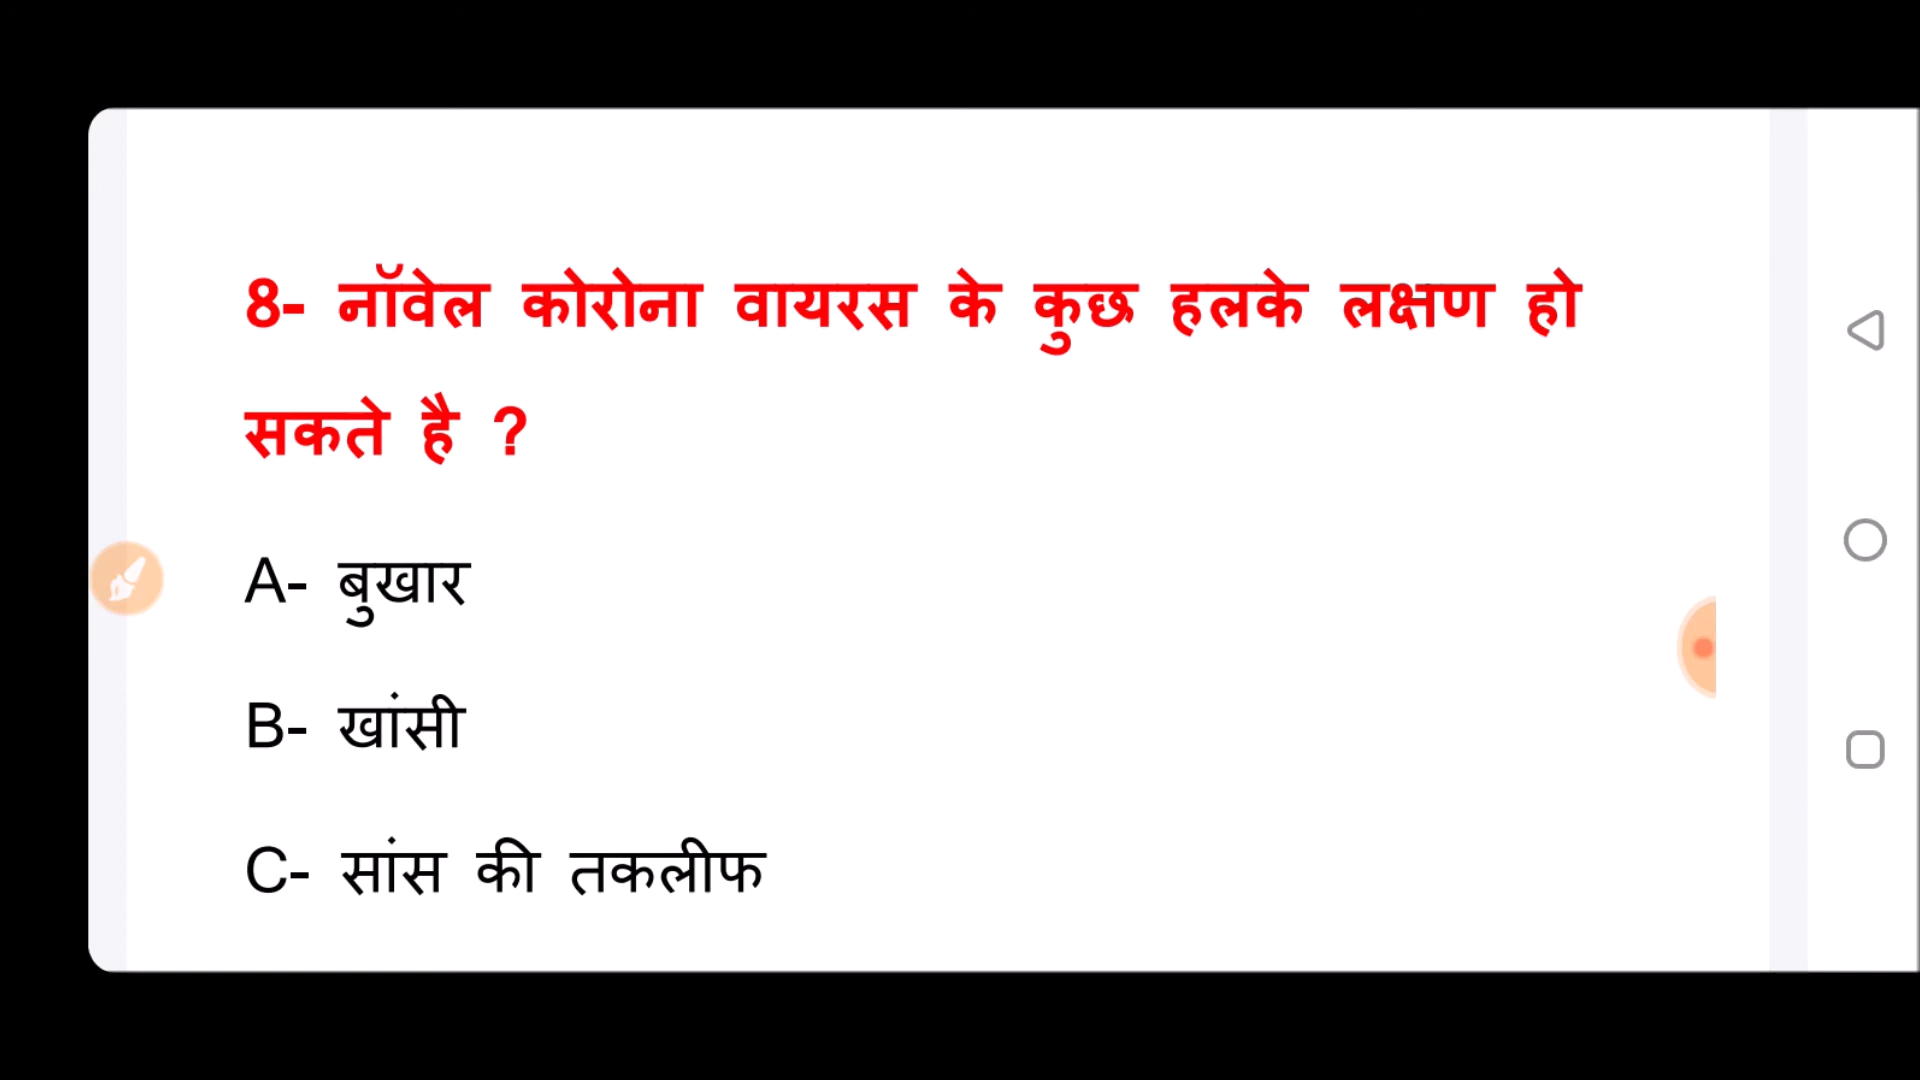 8- नॉवेल कोरोना वायरस के कुछ हलके लक्षण हो
सकते है ?
A- बुखार
B- खांसी
C- सांस की तकलीफ